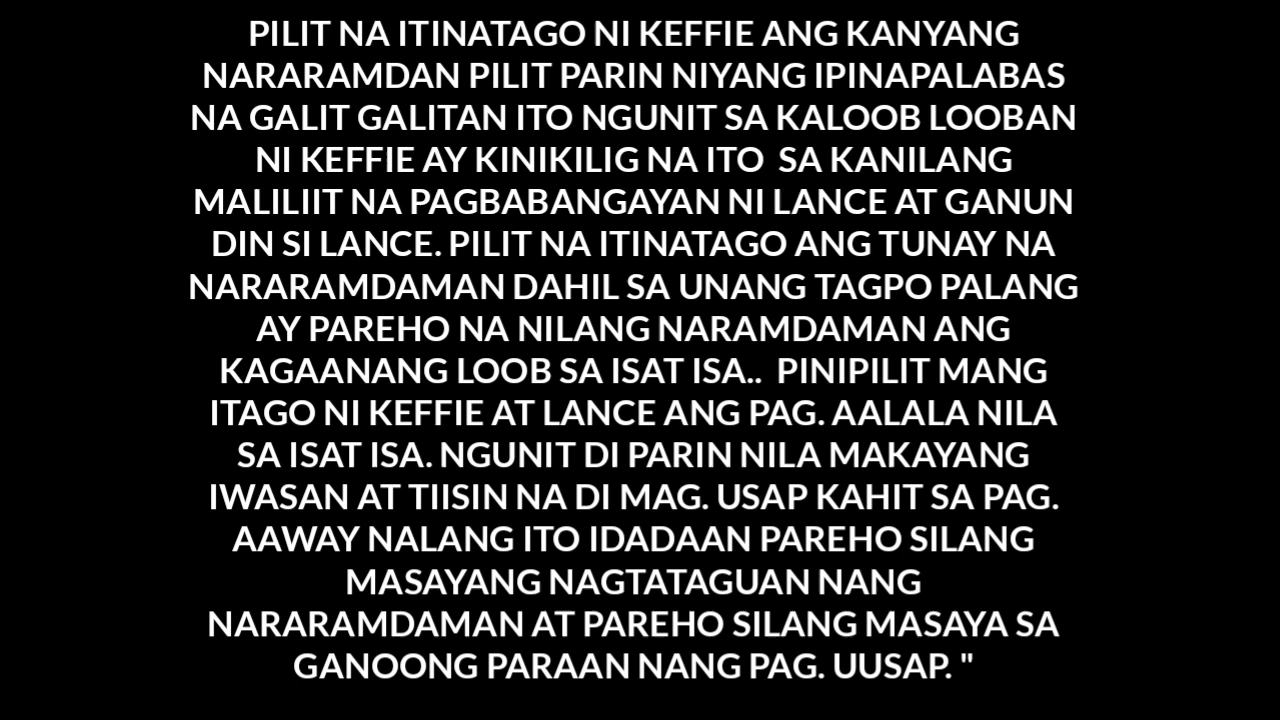 PILIT NA ITINATAGO NI KEFFIE ANG KANYANG
NARARAMDAN PILIT PARIN NIYANG IPINAPALABAS
NA GALIT GALITAN ITO NGUNIT SA KALOOB LOOBAN
NI KEFFIE AY KINIKILIG NA ITO  SA KANILANG
MALILIIT NA PAGBABANGAYAN NI LANCE AT GANUN
DIN SI LANCE. PILIT NA ITINATAGO ANG TUNAY NA
NARARAMDAMAN DAHIL SA UNANG TAGPO PALANG
AY PAREHO NA NILANG NARAMDAMAN ANG
KAGAANANG LOOB SA ISAT ISA..  PINIPILIT MANG
ITAGO NI KEFFIE AT LANCE ANG PAG. AALALA NILA
SA ISAT ISA. NGUNIT DI PARIN NILA MAKAYANG
IWASAN AT TIISIN NA DI MAG. USAP KAHIT SA PAG.
AAWAY NALANG ITO IDADAAN PAREHO SILANG
MASAYANG NAGTATAGUAN NANG
NARARAMDAMAN AT PAREHO SILANG MASAYA SA
GANOONG PARAAN NANG PAG. UUSAP. "